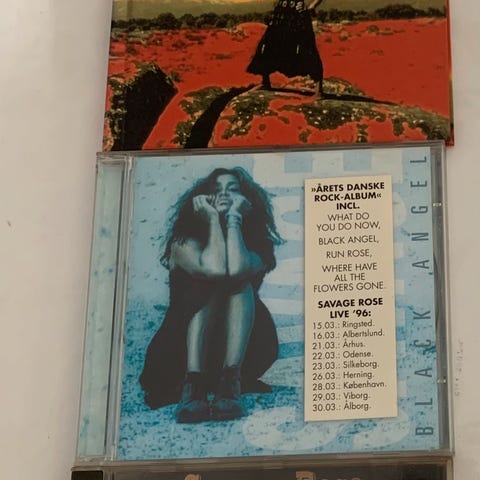 »ÅRETS DANSKE
ROCK-ALBUM«
INCL.
WHAT DO
YOU DO NOW,
BLACK ANGEL,
RUN ROSE,
WHERE HAVE
ALL THE
FLOWERS GONE.
SAVAGE ROSE
LIVE '96:
15.03.: Ringsted.
16.03.: Albertslund.
21.03.: Århus.
22.03.: Odense.
23.03.: Silkeborg.
26.03.: Herning.
28.03.: København.
29.03.: Viborg.
30.03.: Ålborg.
BLACK ANGEL